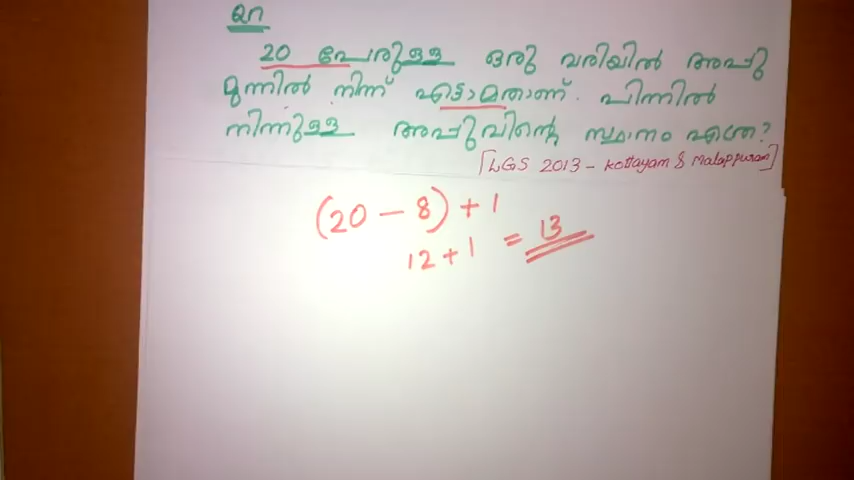 Qn
20 പേരുള്ള ഒരു വരിയിൽ അപ്പു
മുന്നിൽ നിന്ന് എട്ടാമതാണ്. പിന്നിൽ
നിന്നുള്ള അപ്പുവിന്റെ സ്ഥാനം എത്ര?
[LGS 2013 - Kottayam & Malappuram]
(20 - 8) + 1
12 + 1 = 13